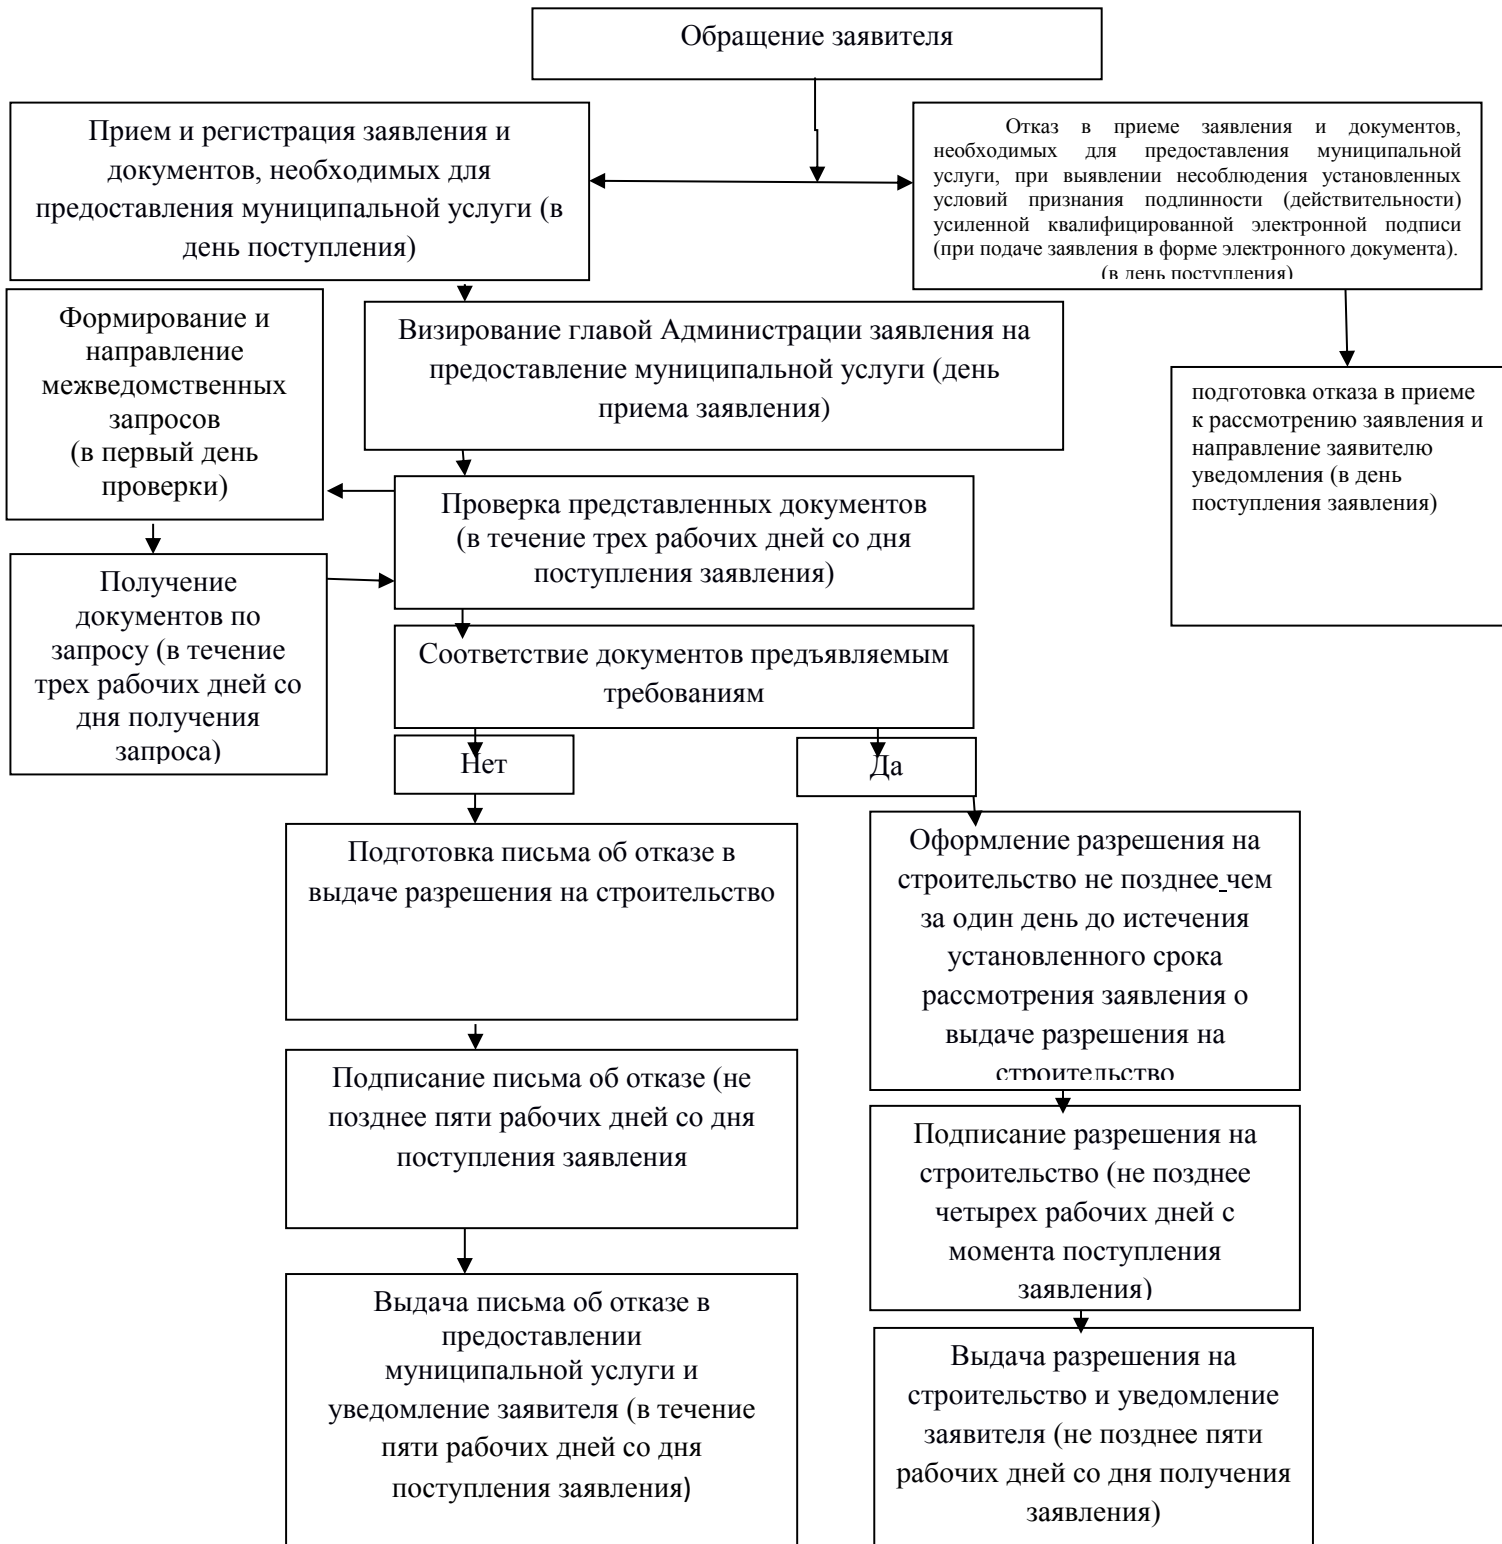 Обращение заявителя
Прием и регистрация заявления и
документов, необходимых для
предоставления муниципальной услуги (в
день поступления)
Отказ в приеме заявления и документов,
необходимых для предоставления муниципальной
услуги, при выявлении несоблюдения установленных
условий признания подлинности (действительности)
усиленной квалифицированной электронной подписи
(при подаче заявления в форме электронного документа).
(в день поступления)
Формирование и
направление
межведомственных
запросов
(в первый день
проверки)
Визирование главой Администрации заявления на
предоставление муниципальной услуги (день
приема заявления)
подготовка отказа в приеме
к рассмотрению заявления и
направление заявителю
уведомления (в день
поступления заявления)
Проверка представленных документов
(в течение трех рабочих дней со дня
поступления заявления)
Получение
документов по
запросу (в течение
трех рабочих дней со
дня получения
запроса)
Соответствие документов предъявляемым
требованиям
Нет
Да
Подготовка письма об отказе в
выдаче разрешения на строительство
Оформление разрешения на
строительство не позднее чем
за один день до истечения
установленного срока
рассмотрения заявления о
выдаче разрешения на
строительство
Подписание письма об отказе (не
позднее пяти рабочих дней со дня
поступления заявления
Подписание разрешения на
строительство (не позднее
четырех рабочих дней с
момента поступления
заявления)
Выдача письма об отказе в
предоставлении
муниципальной услуги и
уведомление заявителя (в течение
пяти рабочих дней со дня
поступления заявления)
Выдача разрешения на
строительство и уведомление
заявителя (не позднее пяти
рабочих дней со дня получения
заявления)